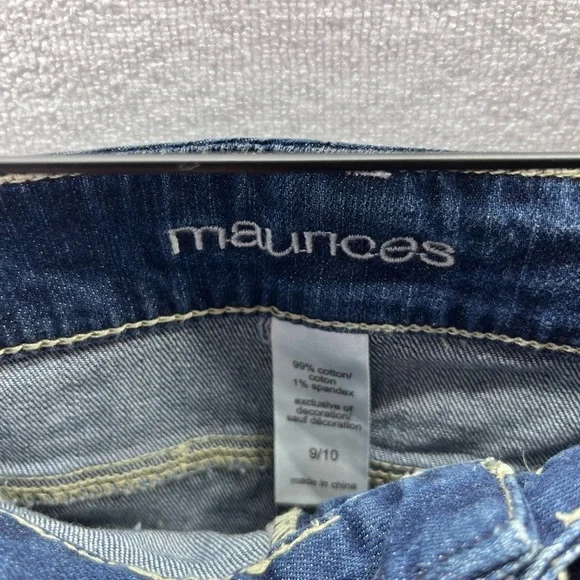 maurices
99% cotton/
coton
1% spandex
exclusive of
decoration/
sauf décoration
9/10
made in china